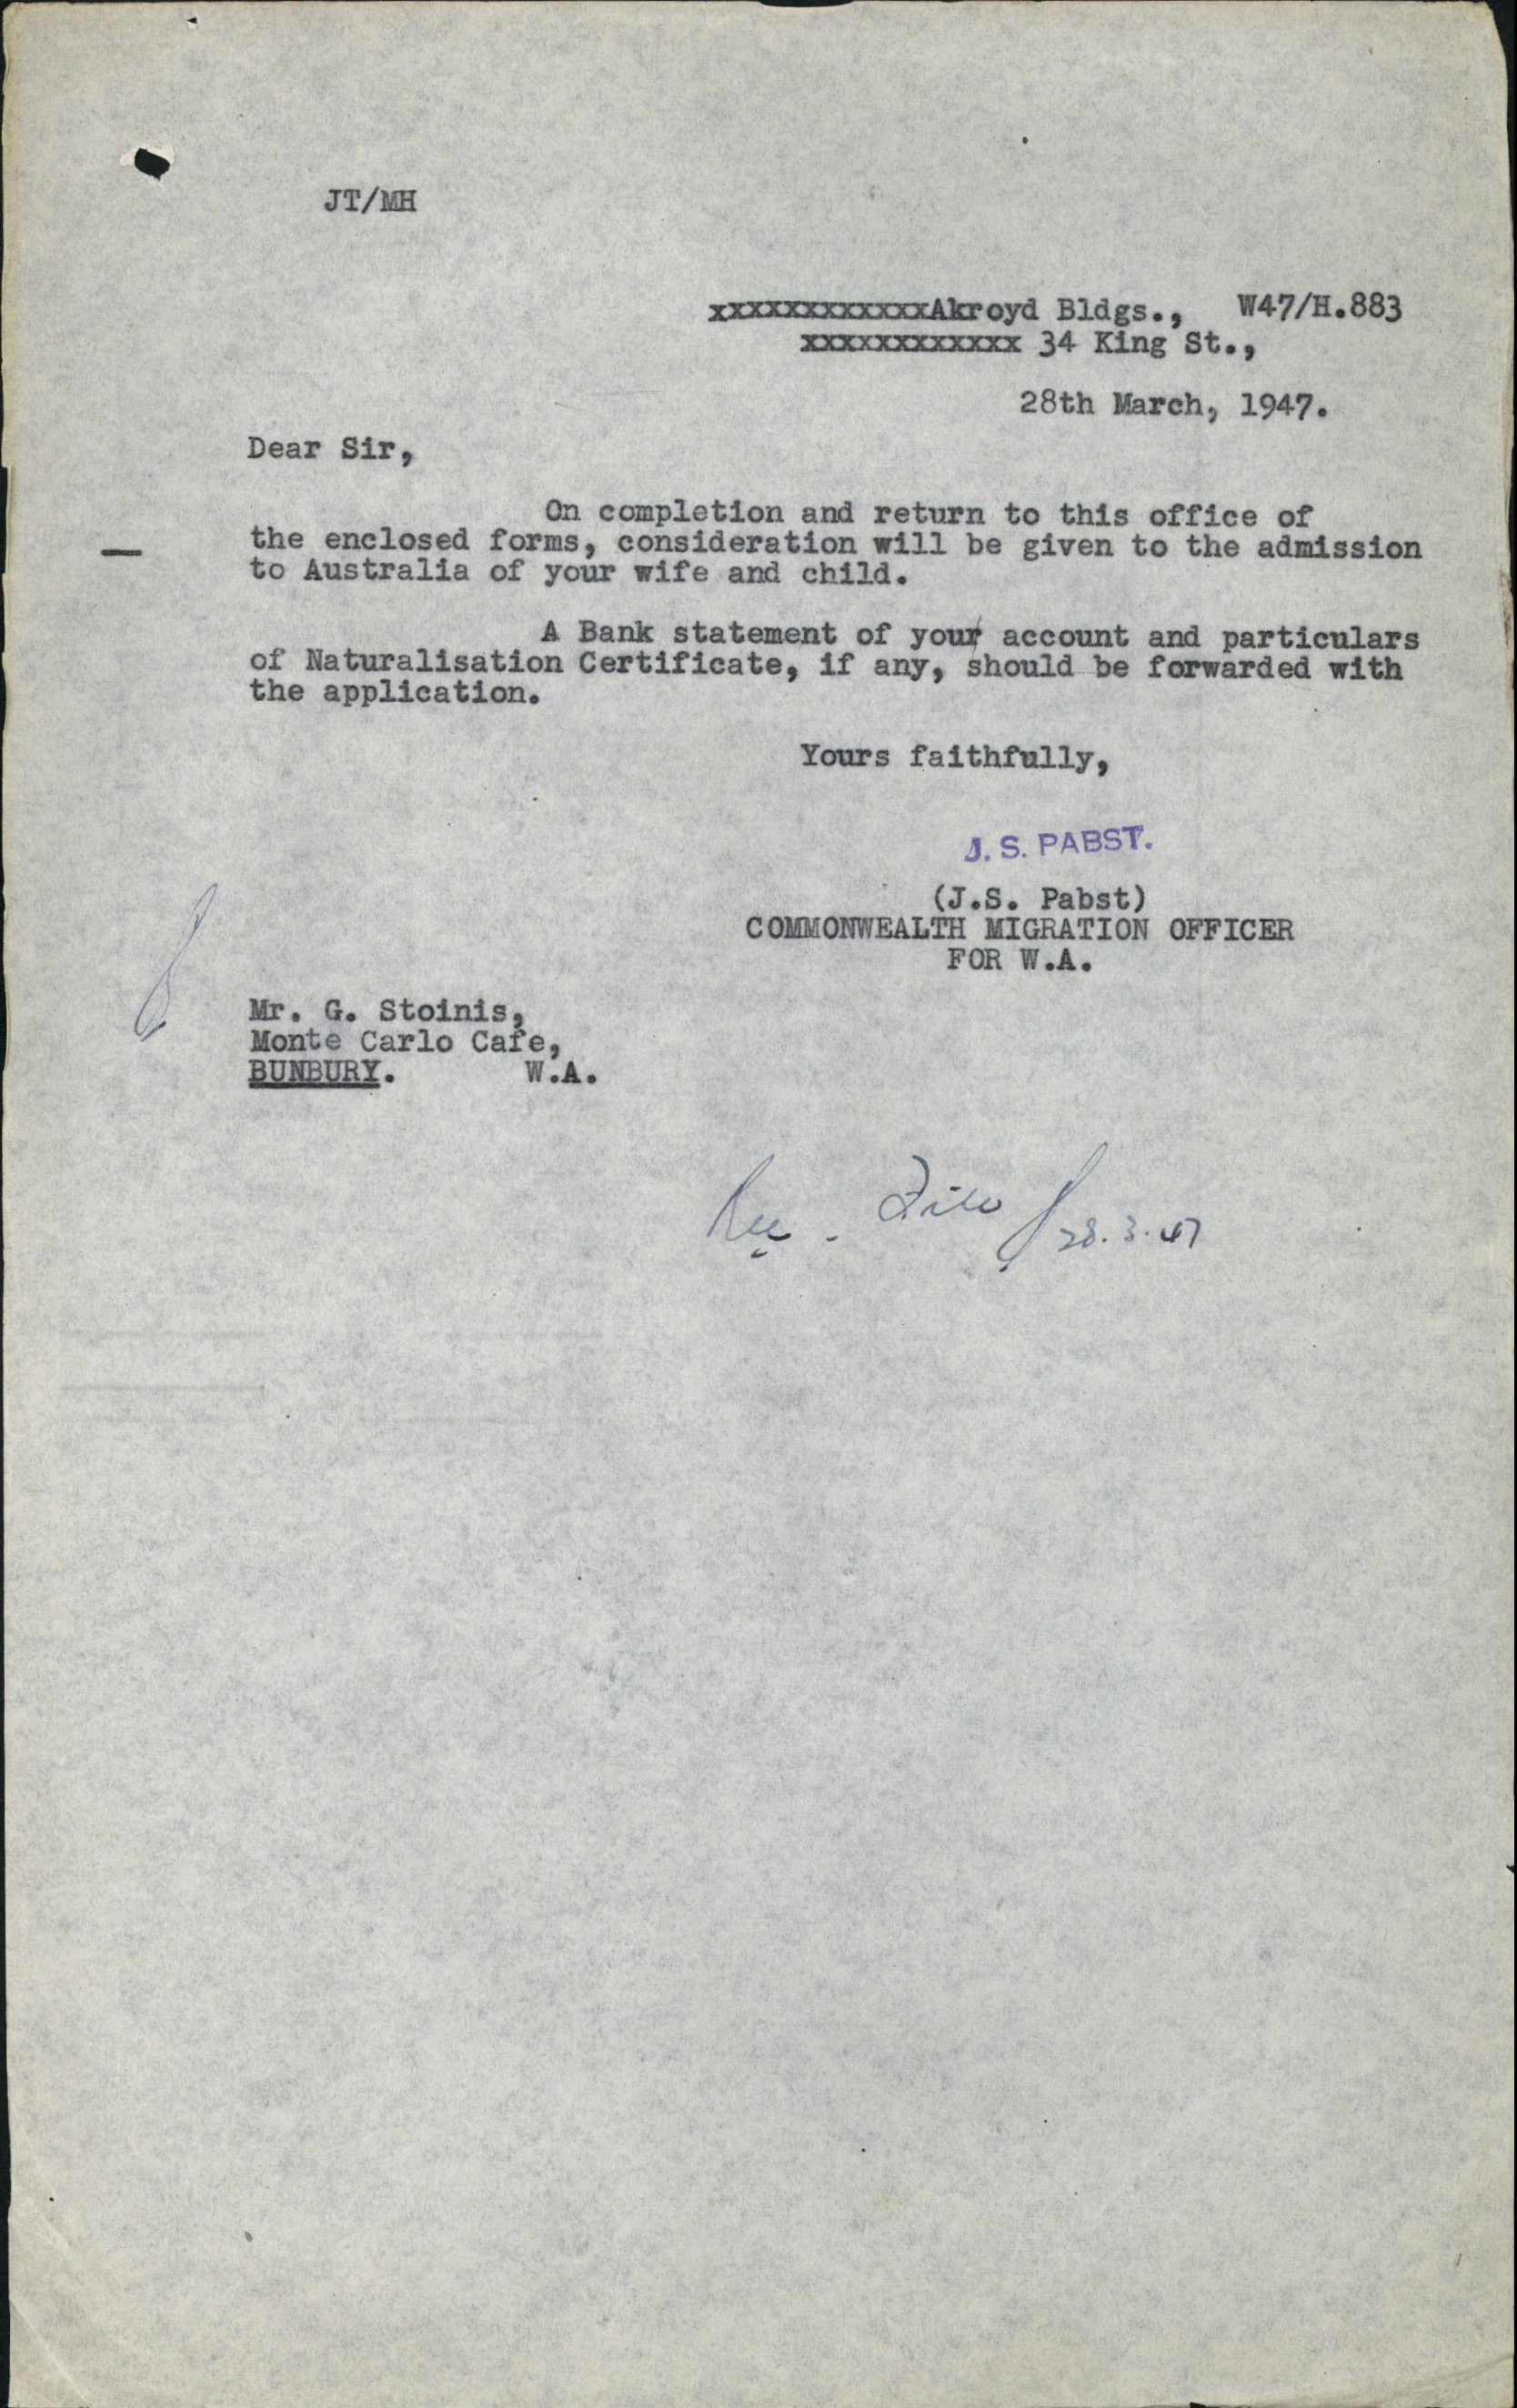 JT/MH
xxxxxxxxxxxxAkroyd Bldgs., W47/H.883
xxxxxxxxxxxx 34 King St.,
28th March, 1947.
Dear Sir,
On completion and return to this office of
the enclosed forms, consideration will be given to the admission
to Australia of your wife and child.
A Bank statement of your account and particulars
of Naturalisation Certificate, if any, should be forwarded with
the application.
Yours faithfully,
J. S. PABST.
(J.S. Pabst)
COMMONWEALTH MIGRATION OFFICER
FOR W.A.
Mr. G. Stoinis,
Monte Carlo Cafe,
BUNBURY. W.A.
28.3.47